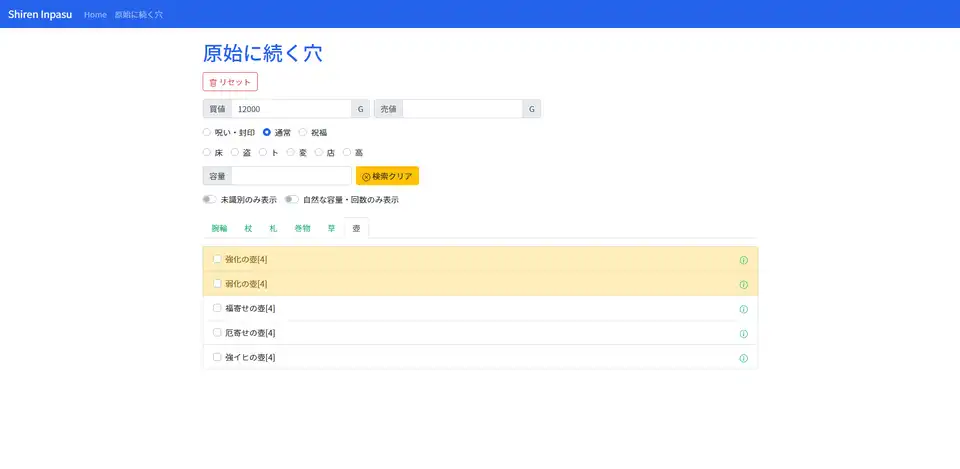 Shiren Inpasu Home 原始に続く穴
原始に続く穴
リセット
買値 12000 G 売値 G
呪い・封印 通常 祝福
床 盗 ト 変 店 高
容量 検索クリア
未識別のみ表示 自然な容量・回数のみ表示
腕輪 杖 札 巻物 草 壺
強化の壺[4]
弱化の壺[4]
福寄せの壺[4]
厄寄せの壺[4]
強イヒの壺[4]